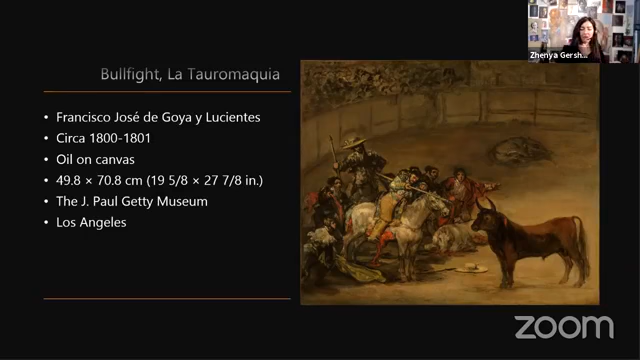 Bullfight, La Tauromaquia
• Francisco José de Goya y Lucientes
• Circa 1800-1801
• Oil on canvas
• 49.8 × 70.8 cm (19 5/8 × 27 7/8 in.)
• The J. Paul Getty Museum
• Los Angeles
Zhenya Gersh...
zoom